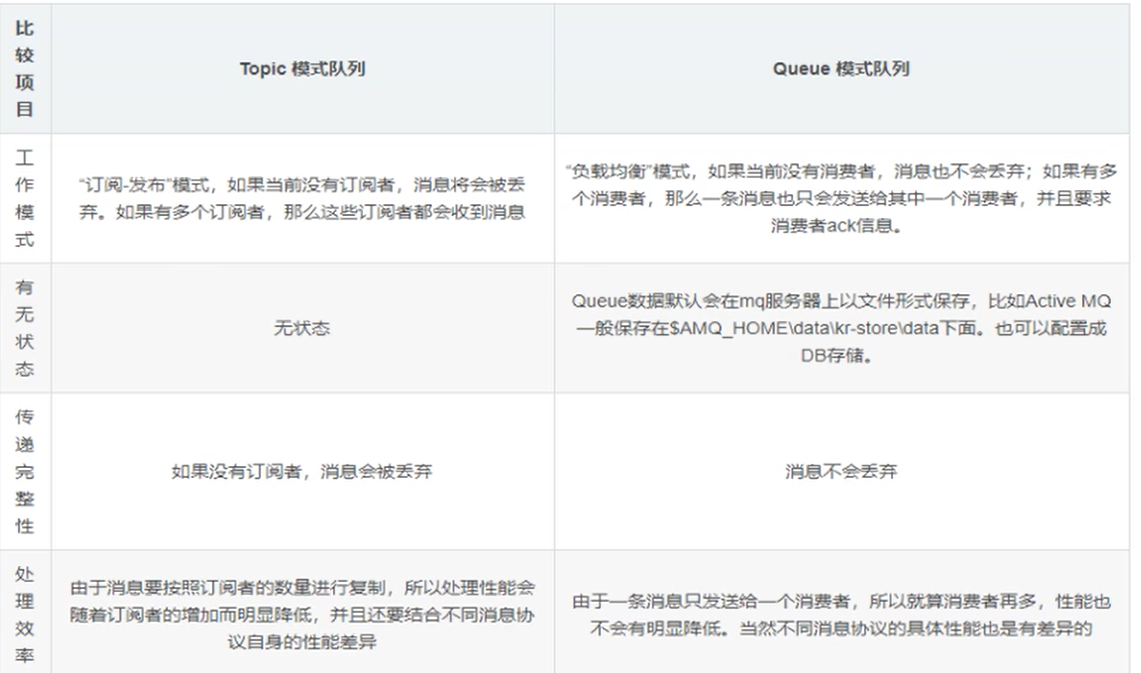 比较项目
Topic 模式队列
Queue 模式队列
工作模式
“订阅-发布”模式，如果当前没有订阅者，消息将会被丢
弃。如果有多个订阅者，那么这些订阅者都会收到消息
“负载均衡”模式，如果当前没有消费者，消息也不会丢弃；如果有多
个消费者，那么一条消息也只会发送给其中一个消费者，并且要求
消费者ack信息。
有无状态
无状态
Queue数据默认会在mq服务器上以文件形式保存，比如Active MQ
一般保存在$AMQ_HOME\data\kr-store\data下面。也可以配置成
DB存储。
传递完整性
如果没有订阅者，消息会被丢弃
消息不会丢弃
处理效率
由于消息要按照订阅者的数量进行复制，所以处理性能会
随着订阅者的增加而明显降低，并且还要结合不同消息协
议自身的性能差异
由于一条消息只发送给一个消费者，所以就算消费者再多，性能也
不会有明显降低。当然不同消息协议的具体性能也是有差异的